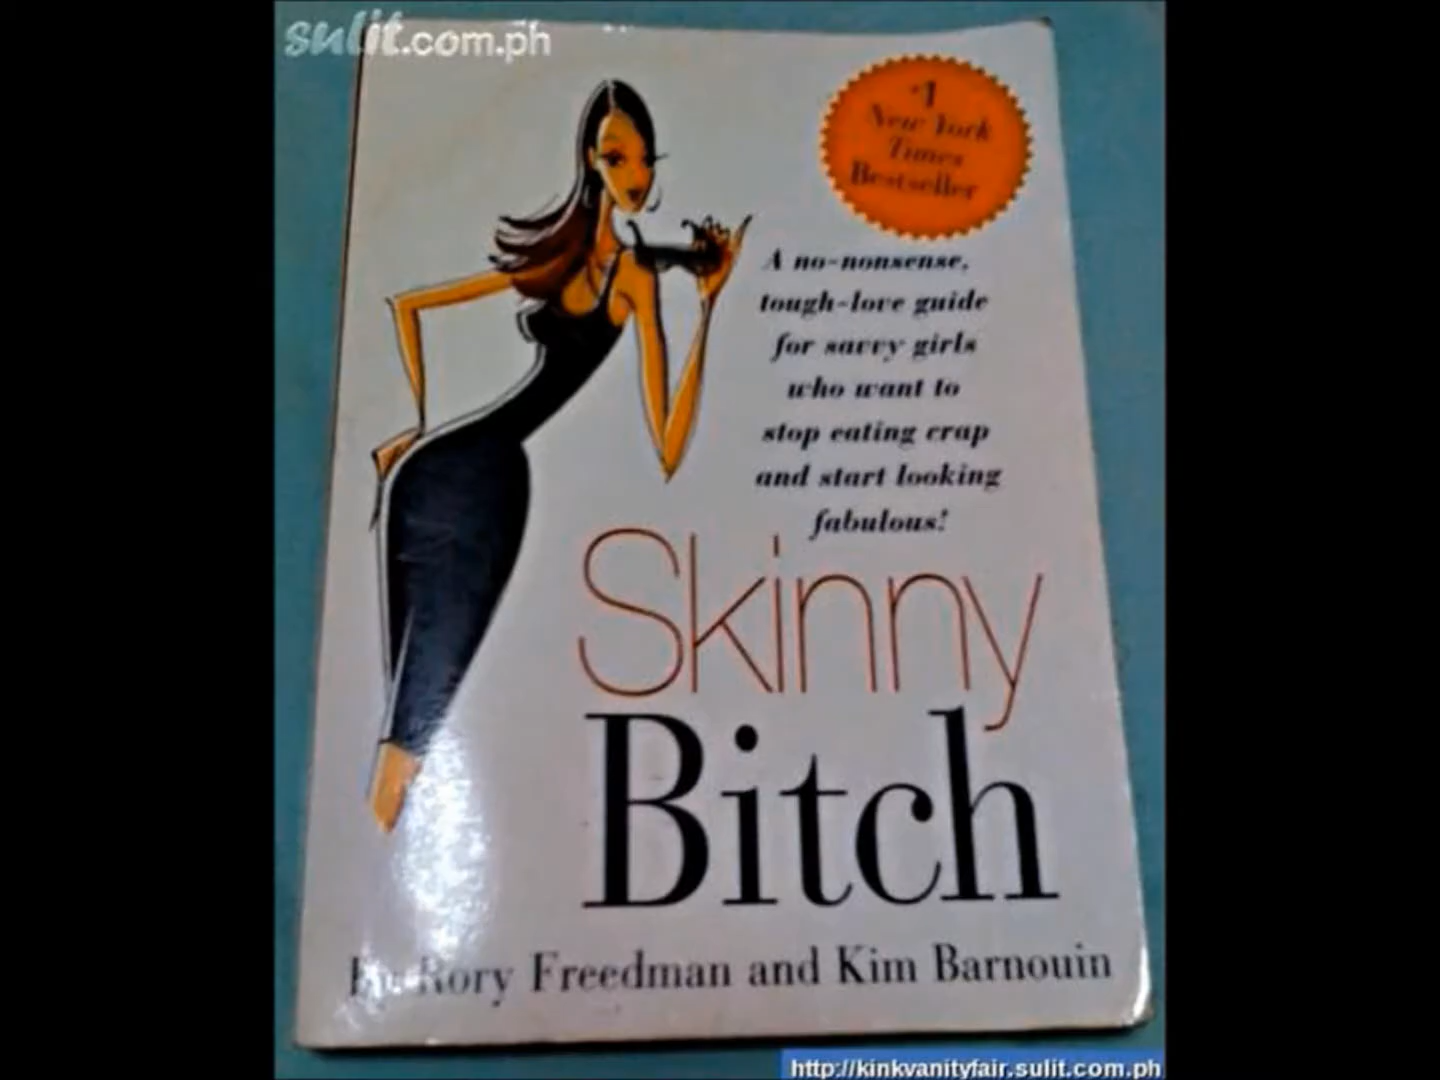 sulit.com.ph
#1
New York
Times
Bestseller
A no-nonsense,
tough-love guide
for savvy girls
who want to
stop eating crap
and start looking
fabulous!
Skinny
Bitch
by Rory Freedman and Kim Barnouin
http://kinkvanityfair.sulit.com.ph